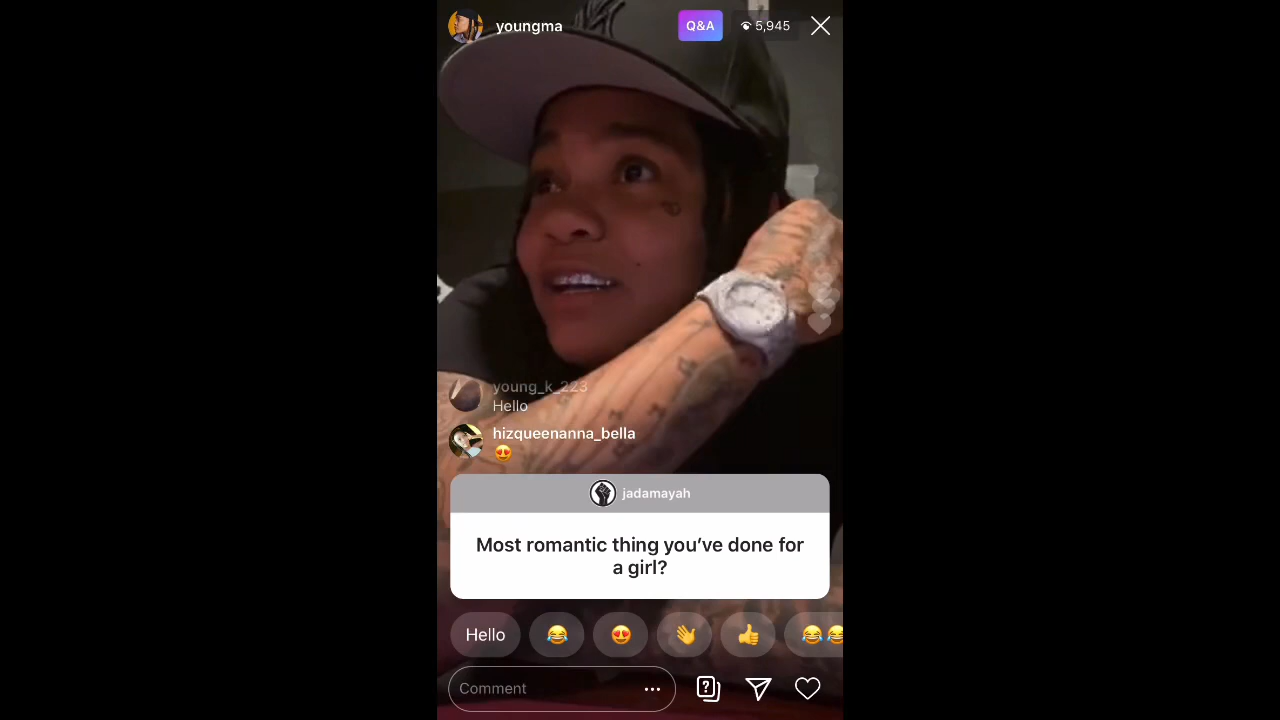 youngma
Q&A
5,945
young_k_223
Hello
hizqueenanna_bella
😍
jadamayah
Most romantic thing you’ve done for
a girl?
Hello 😂 😍 👋 👍 😂😂
Comment